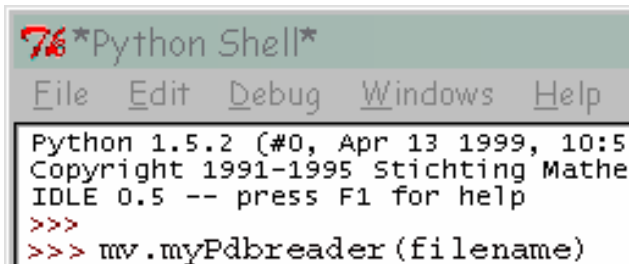 *Python Shell*
File Edit Debug Windows Help
Python 1.5.2 (#0, Apr 13 1999, 10:5
Copyright 1991-1995 Stichting Mathe
IDLE 0.5 -- press F1 for help
>>>
>>> mv.myPdbreader(filename)